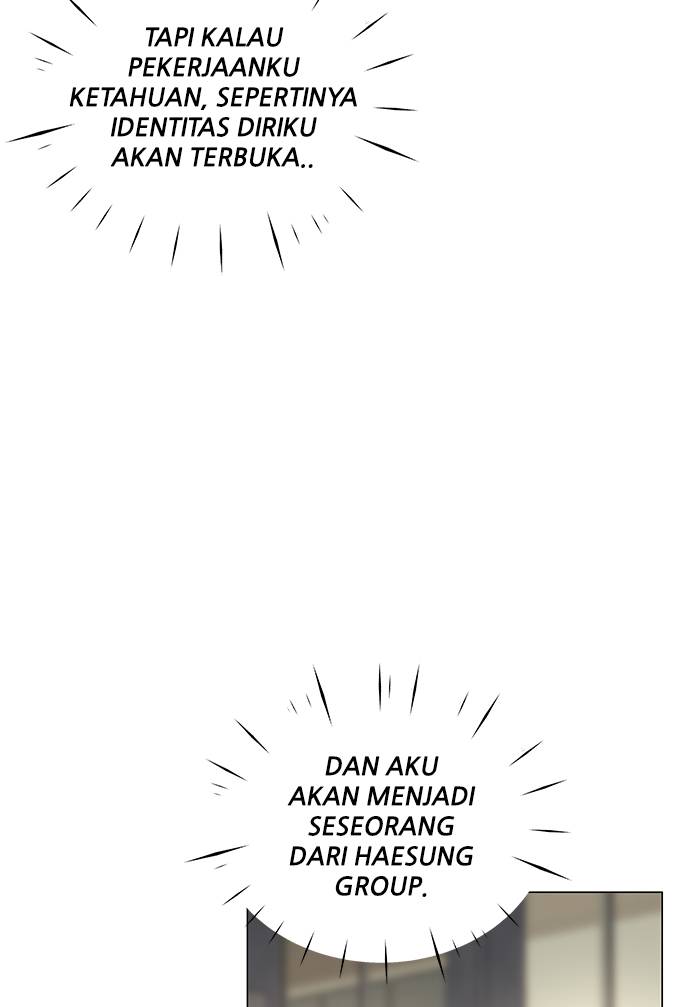 TAPI KALAU
PEKERJAANKU
KETAHUAN, SEPERTINYA
IDENTITAS DIRIKU
AKAN TERBUKA..
DAN AKU
AKAN MENJADI
SESEORANG
DARI HAESUNG
GROUP.